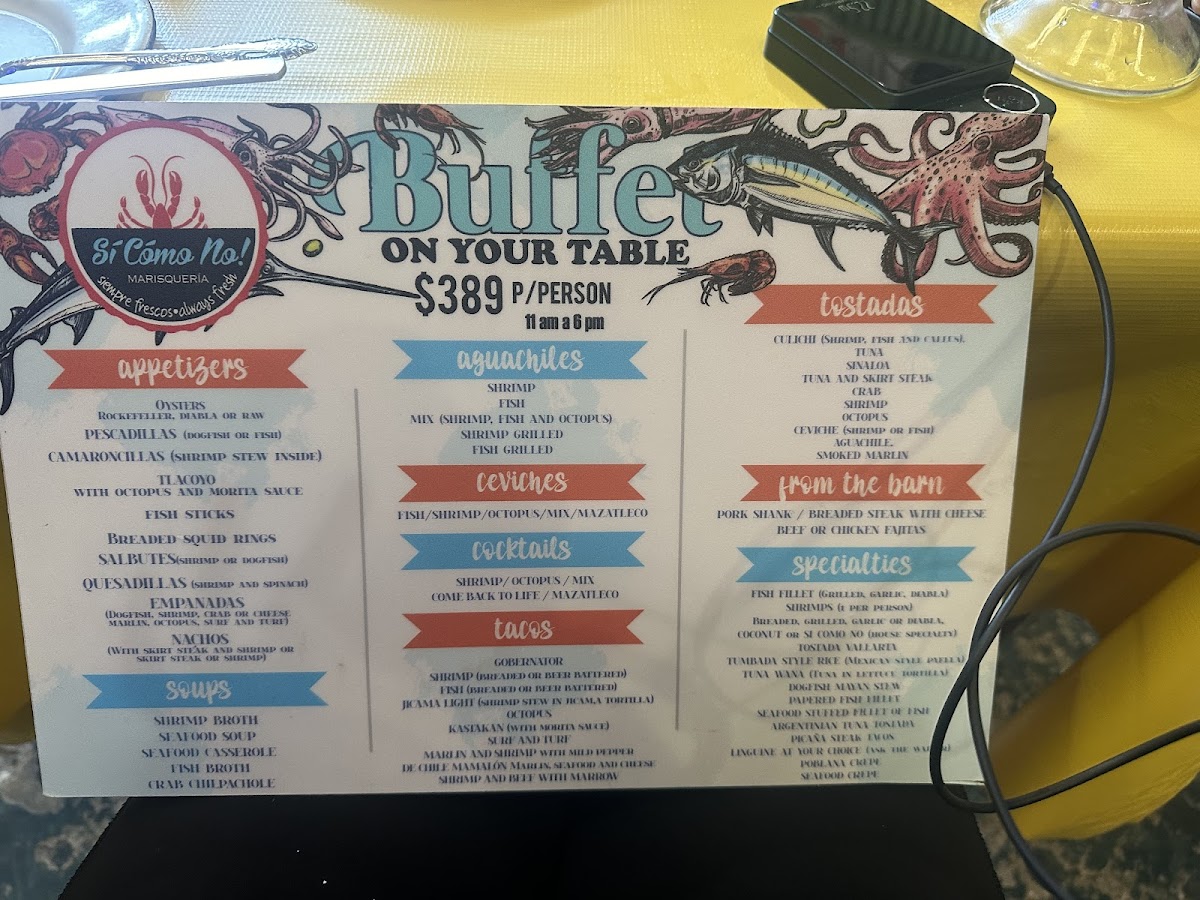 Sí Cómo No!
MARISQUERÍA
siempre frescos • always fresh
Buffet
ON YOUR TABLE
$389 P/PERSON
11 am a 6 pm
appetizers
OYSTERS
ROCKEFELLER, DIABLA OR RAW
PESCADILLAS (DOGFISH OR FISH)
CAMARONCILLAS (SHRIMP STEW INSIDE)
TLACOYO
WITH OCTOPUS AND MORITA SAUCE
FISH STICKS
BREADED SQUID RINGS
SALBUTES(SHRIMP OR DOGFISH)
QUESADILLAS (SHRIMP AND SPINACH)
EMPANADAS
(DOGFISH, SHRIMP, CRAB OR CHEESE
MARLIN, OCTOPUS, SURF AND TURF)
NACHOS
(WITH SKIRT STEAK AND SHRIMP OR
SKIRT STEAK OR SHRIMP)
soups
SHRIMP BROTH
SEAFOOD SOUP
SEAFOOD CASSEROLE
FISH BROTH
CRAB CHILPACHOLE
aguachiles
SHRIMP
FISH
MIX (SHRIMP, FISH AND OCTOPUS)
SHRIMP GRILLED
FISH GRILLED
ceviches
FISH/SHRIMP/OCTOPUS/MIX/MAZATLECO
cocktails
SHRIMP/ OCTOPUS / MIX
COME BACK TO LIFE / MAZATLECO
tacos
GOBERNATOR
SHRIMP (BREADED OR BEER BATTERED)
FISH (BREADED OR BEER BATTERED)
JICAMA LIGHT (SHRIMP STEW IN JICAMA TORTILLA)
OCTOPUS
KASTAKAN (WITH MORITA SAUCE)
SURF AND TURF
MARLIN AND SHRIMP WITH MILD PEPPER
DE CHILE MAMALÓN MARLIN, SEAFOOD AND CHEESE
SHRIMP AND BEEF WITH MARROW
tostadas
CULICHI (SHRIMP, FISH AND CALLUS).
TUNA
SINALOA
TUNA AND SKIRT STEAK
CRAB
SHRIMP
OCTOPUS
CEVICHE (SHRIMP OR FISH)
AGUACHILE,
SMOKED MARLIN
from the barn
PORK SHANK / BREADED STEAK WITH CHEESE
BEEF OR CHICKEN FAJITAS
specialties
FISH FILLET (GRILLED, GARLIC, DIABLA)
SHRIMPS (1 PER PERSON)
BREADED, GRILLED, GARLIC OR DIABLA,
COCONUT OR SI COMO NO (HOUSE SPECIALTY)
TOSTADA VALLARTA
TUMBADA STYLE RICE (MEXICAN STYLE PAELLA)
TUNA WANA (TUNA IN LETTUCE TORTILLA)
DOGFISH MAYAN STEW
PAPERED FISH FILLET
SEAFOOD STUFFED FILLET OF FISH
ARGENTINIAN TUNA TOSTADA
PICAÑA STEAK TACOS
LINGUINE AT YOUR CHOICE (ASK THE WAITER)
POBLANA CREPE
SEAFOOD CREPE